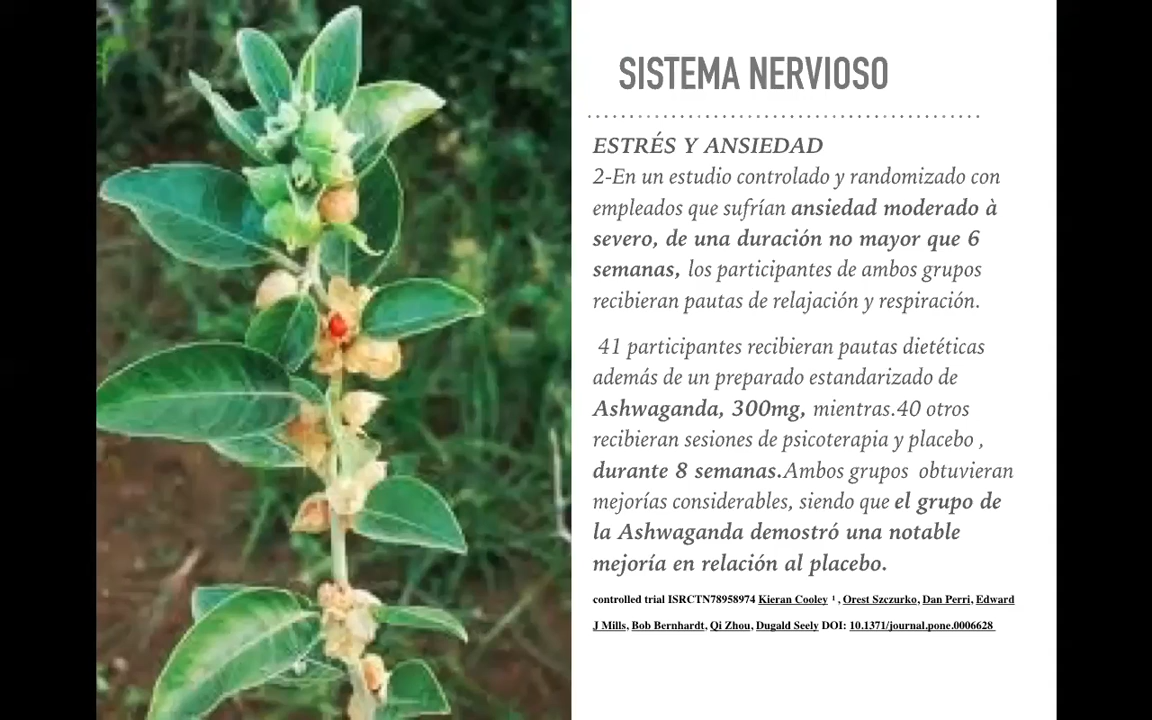 SISTEMA NERVIOSO
ESTRÉS Y ANSIEDAD
2-En un estudio controlado y randomizado con
empleados que sufrían ansiedad moderado à
severo, de una duración no mayor que 6
semanas, los participantes de ambos grupos
recibieran pautas de relajación y respiración.
41 participantes recibieran pautas dietéticas
además de un preparado estandarizado de
Ashwaganda, 300mg, mientras.40 otros
recibieran sesiones de psicoterapia y placebo ,
durante 8 semanas.Ambos grupos obtuvieran
mejorías considerables, siendo que el grupo de
la Ashwaganda demostró una notable
mejoría en relación al placebo.
controlled trial ISRCTN78958974 Kieran Cooley ¹ , Orest Szczurko, Dan Perri, Edward
J Mills, Bob Bernhardt, Qi Zhou, Dugald Seely DOI: 10.1371/journal.pone.0006628